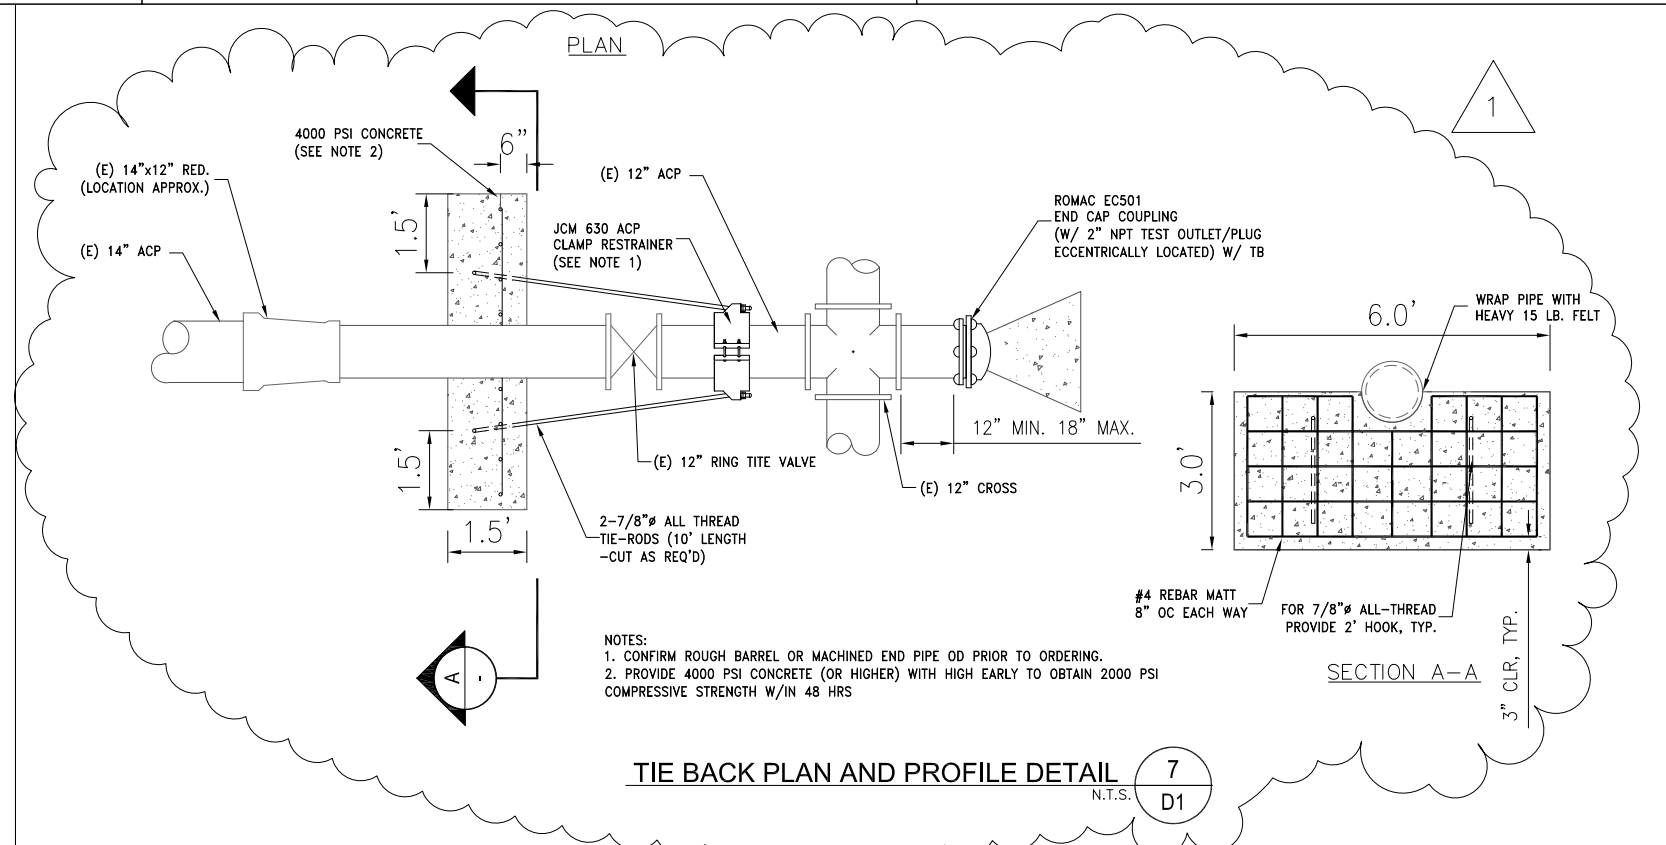 PLAN
1
4000 PSI CONCRETE
(SEE NOTE 2)
6"
(E) 14"x12" RED.
(LOCATION APPROX.)
(E) 12" ACP
ROMAC EC501
END CAP COUPLING
(W/ 2" NPT TEST OUTLET/PLUG
ECCENTRICALLY LOCATED) W/ TB
1.5'
JCM 630 ACP
CLAMP RESTRAINER
(SEE NOTE 1)
(E) 14" ACP
WRAP PIPE WITH
HEAVY 15 LB. FELT
6.0'
12" MIN. 18" MAX.
1.5'
(E) 12" RING TITE VALVE
(E) 12" CROSS
3.0'
1.5'
2-7/8"ø ALL THREAD
TIE-RODS (10' LENGTH
-CUT AS REQ'D)
#4 REBAR MATT
8" OC EACH WAY
FOR 7/8"ø ALL-THREAD
PROVIDE 2' HOOK, TYP.
3" CLR, TYP.
SECTION A-A
A
-
NOTES:
1. CONFIRM ROUGH BARREL OR MACHINED END PIPE OD PRIOR TO ORDERING.
2. PROVIDE 4000 PSI CONCRETE (OR HIGHER) WITH HIGH EARLY TO OBTAIN 2000 PSI
COMPRESSIVE STRENGTH W/IN 48 HRS
TIE BACK PLAN AND PROFILE DETAIL
N.T.S.
7
D1